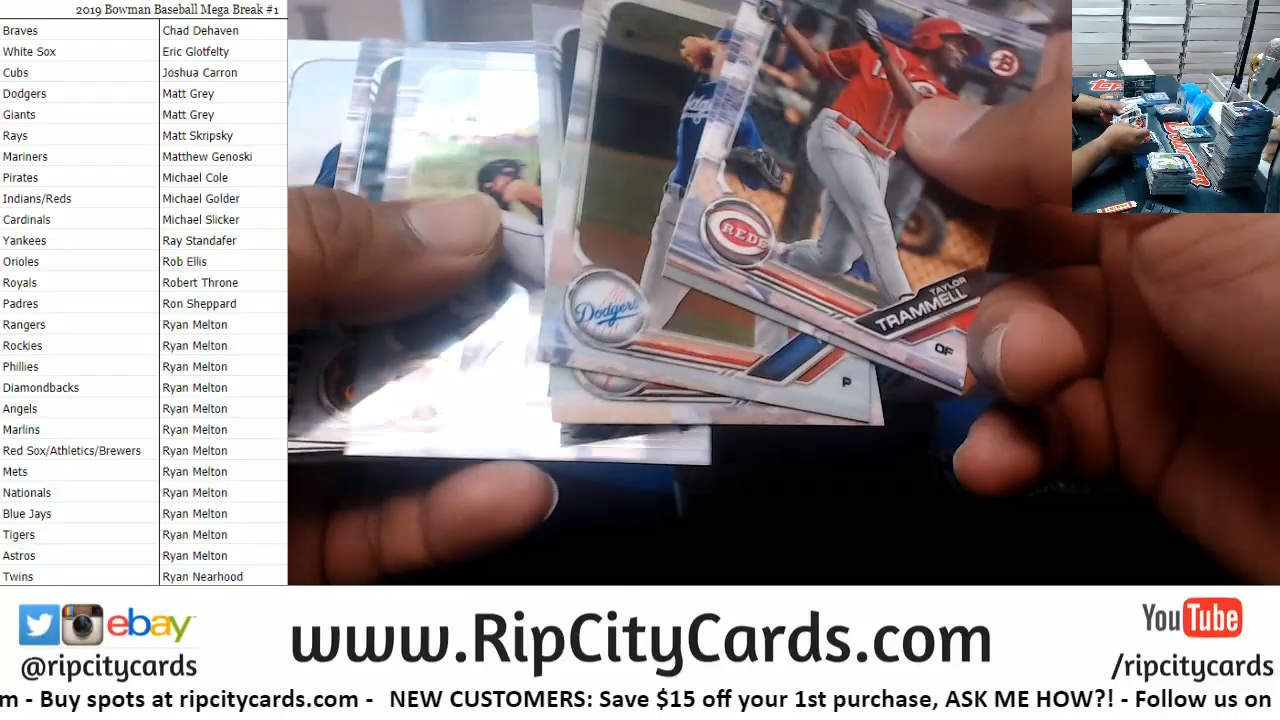 2019 Bowman Baseball Mega Break #1
Braves Chad Dehaven
White Sox Eric Glotfelty
Cubs Joshua Carron
Dodgers Matt Grey
Giants Matt Grey
Rays Matt Skripsky
Mariners Matthew Genoski
Pirates Michael Cole
Indians/Reds Michael Golder
Cardinals Michael Slicker
Yankees Ray Standafer
Orioles Rob Ellis
Royals Robert Throne
Padres Ron Sheppard
Rangers Ryan Melton
Rockies Ryan Melton
Phillies Ryan Melton
Diamondbacks Ryan Melton
Angels Ryan Melton
Marlins Ryan Melton
Red Sox/Athletics/Brewers Ryan Melton
Mets Ryan Melton
Nationals Ryan Melton
Blue Jays Ryan Melton
Tigers Ryan Melton
Astros Ryan Melton
Twins Ryan Nearhood
B
REDS
TAYLOR
TRAMMELL
OF
Dodgers
P
ebay
@ripcitycards
www.RipCityCards.com
YouTube
/ripcitycards
m - Buy spots at ripcitycards.com - NEW CUSTOMERS: Save $15 off your 1st purchase, ASK ME HOW?! - Follow us on